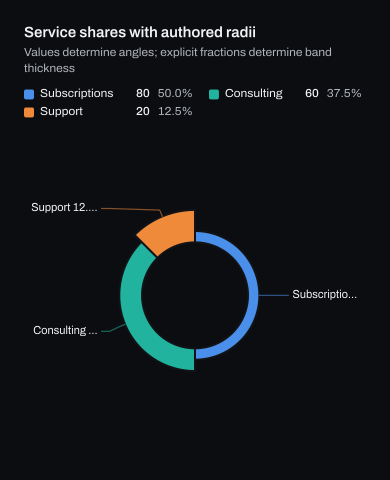 Service shares with authored radii
Values determine angles; explicit fractions determine band
thickness
Subscriptions 80 50.0% Consulting 60 37.5%
Support 20 12.5%
Support 12....
Subscriptio...
Consulting ...